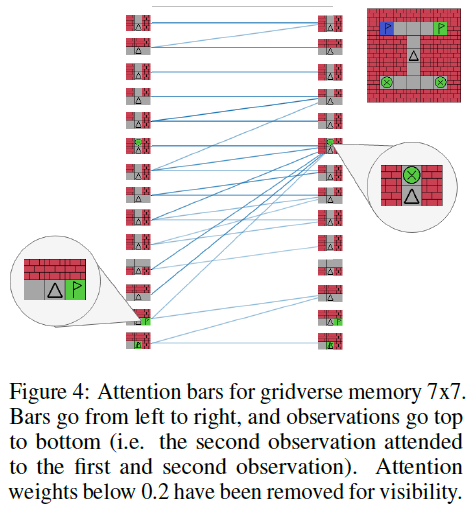 Figure 4: Attention bars for gridverse memory 7x7.
Bars go from left to right, and observations go top
to bottom (i.e. the second observation attended
to the first and second observation). Attention
weights below 0.2 have been removed for visibility.